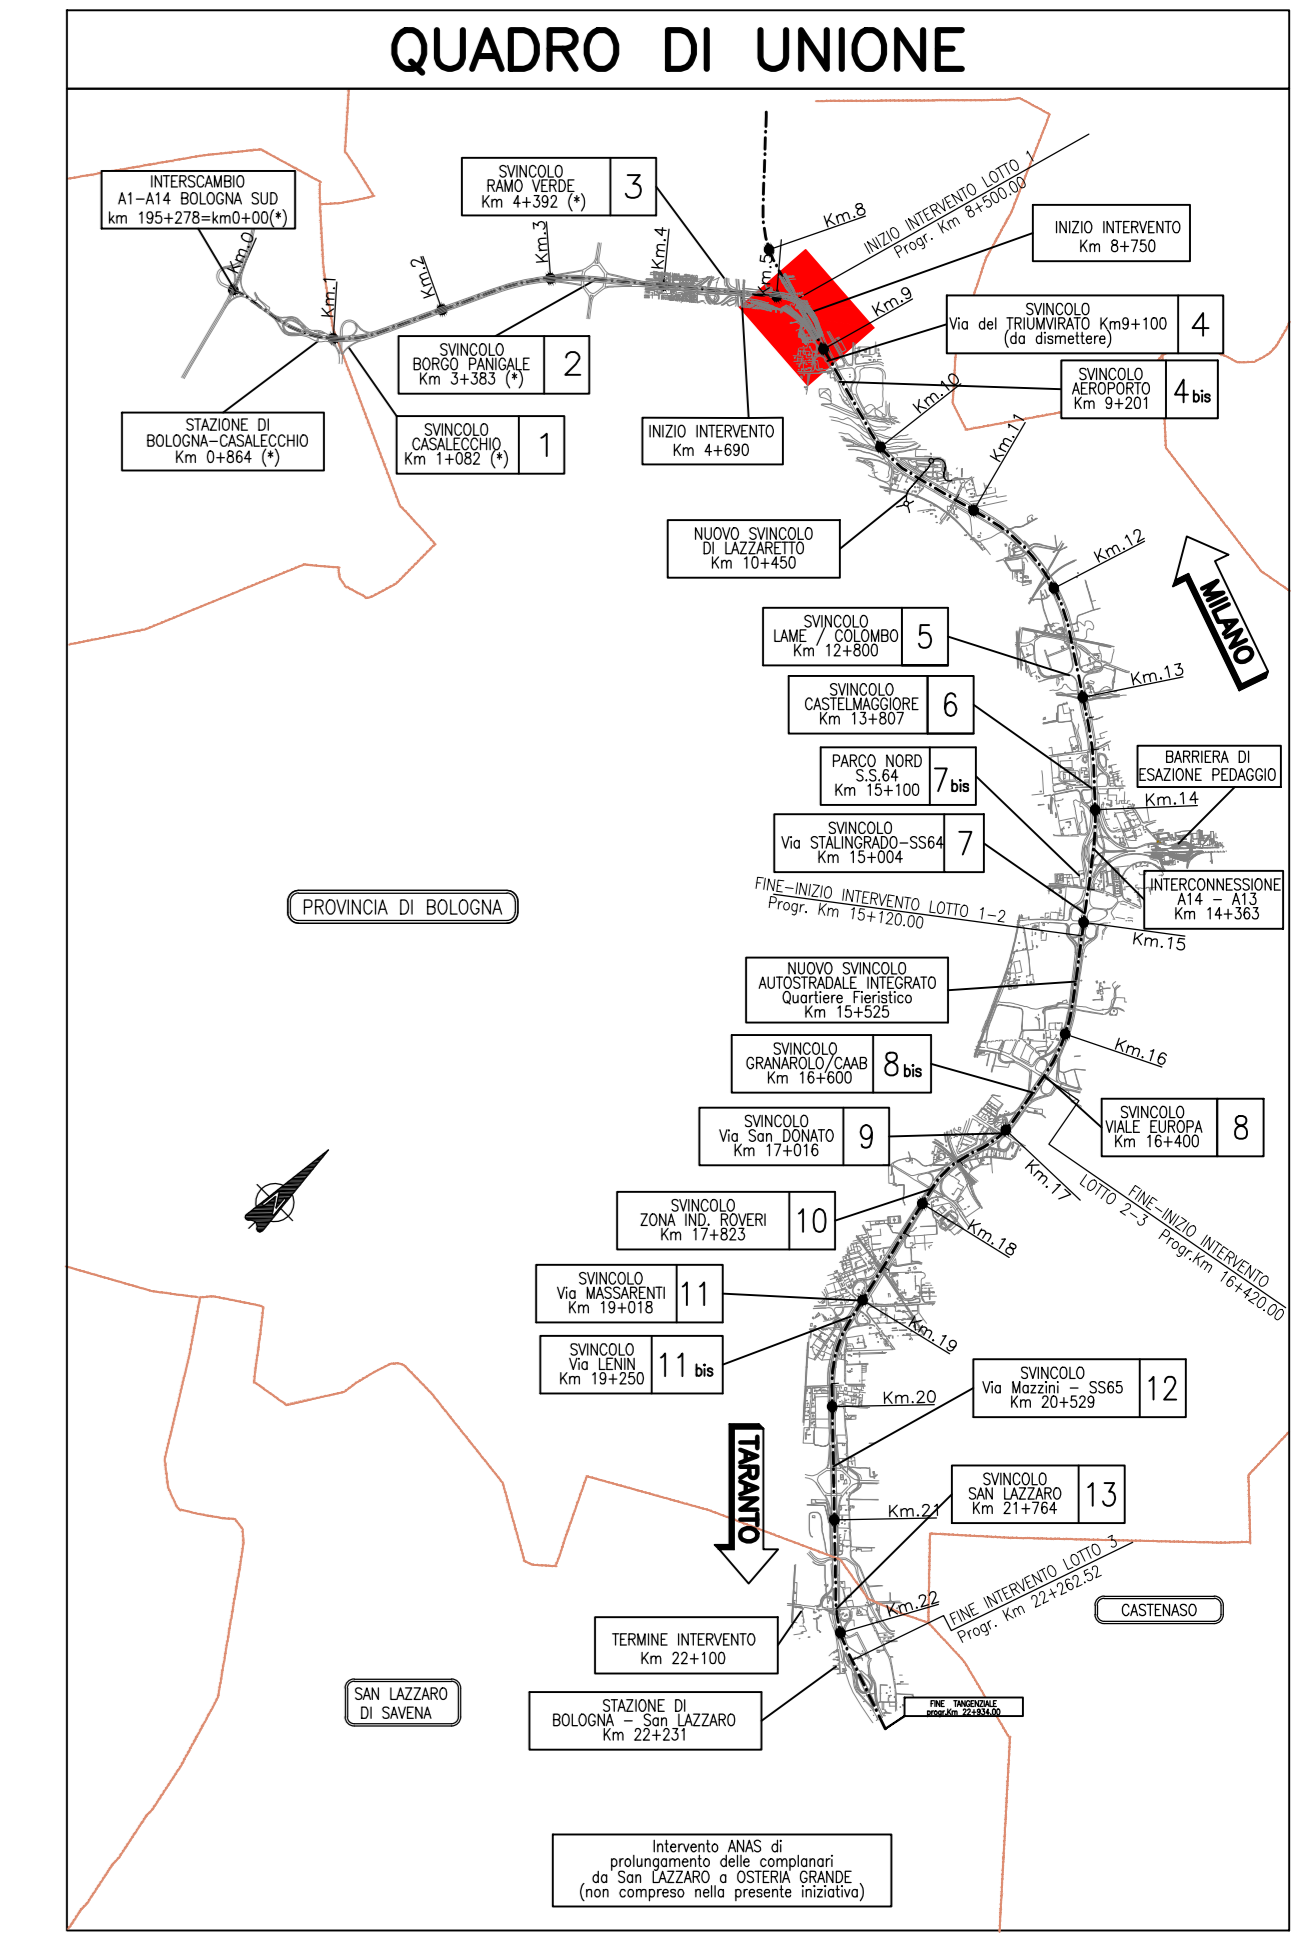 QUADRO DI UNIONE
INTERSCAMBIO
A1-A14 BOLOGNA SUD
km 195+278=km0+00(*)
SVINCOLO
RAMO VERDE
Km 4+392 (*)
3
Km.0
Km.1
Km.2
Km.3
Km.4
Km.5
Km.8
INIZIO INTERVENTO LOTTO 1
Progr. Km 8+500.00
INIZIO INTERVENTO
Km 8+750
Km.9
SVINCOLO
Via del TRIUMVIRATO Km9+100
(da dismettere)
4
SVINCOLO
BORGO PANIGALE
Km 3+383 (*)
2
SVINCOLO
AEROPORTO
Km 9+201
4 bis
Km.10
STAZIONE DI
BOLOGNA-CASALECCHIO
Km 0+864 (*)
SVINCOLO
CASALECCHIO
Km 1+082 (*)
1
INIZIO INTERVENTO
Km 4+690
Km.11
NUOVO SVINCOLO
DI LAZZARETTO
Km 10+450
Km.12
MILANO
SVINCOLO
LAME / COLOMBO
Km 12+800
5
Km.13
SVINCOLO
CASTELMAGGIORE
Km 13+807
6
PARCO NORD
S.S.64
Km 15+100
7 bis
BARRIERA DI
ESAZIONE PEDAGGIO
Km.14
SVINCOLO
Via STALINGRADO-SS64
Km 15+004
7
INTERCONNESSIONE
A14 - A13
Km 14+363
FINE-INIZIO INTERVENTO LOTTO 1-2
Progr. Km 15+120.00
Km.15
PROVINCIA DI BOLOGNA
NUOVO SVINCOLO
AUTOSTRADALE INTEGRATO
Quartiere Fieristico
Km 15+525
Km.16
SVINCOLO
GRANAROLO/CAAB
Km 16+600
8 bis
SVINCOLO
VIALE EUROPA
Km 16+400
8
SVINCOLO
Via San DONATO
Km 17+016
9
Km.17
FINE-INIZIO INTERVENTO
LOTTO 2-3 Progr.Km 16+420.00
SVINCOLO
ZONA IND. ROVERI
Km 17+823
10
Km.18
SVINCOLO
Via MASSARENTI
Km 19+018
11
Km.19
SVINCOLO
Via LENIN
Km 19+250
11 bis
SVINCOLO
Via Mazzini - SS65
Km 20+529
12
Km.20
TARANTO
SVINCOLO
SAN LAZZARO
Km 21+764
13
Km.21
FINE INTERVENTO LOTTO 3
Progr. Km 22+262.52
Km.22
CASTENASO
TERMINE INTERVENTO
Km 22+100
SAN LAZZARO
DI SAVENA
STAZIONE DI
BOLOGNA - San LAZZARO
Km 22+231
FINE TANGENZIALE
progr.Km 22+934.00
Intervento ANAS di
prolungamento delle complanari
da San LAZZARO a OSTERIA GRANDE
(non compreso nella presente iniziativa)